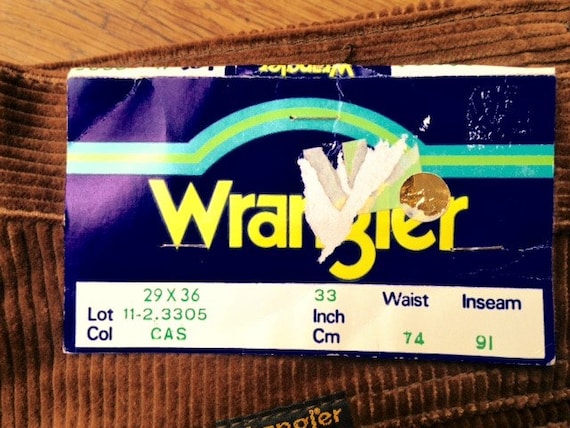 Wrangler
Wrangler
29 X 36 33 Waist Inseam
Lot 11-2.3305 Inch
Col CAS Cm 74 91
Wrangler